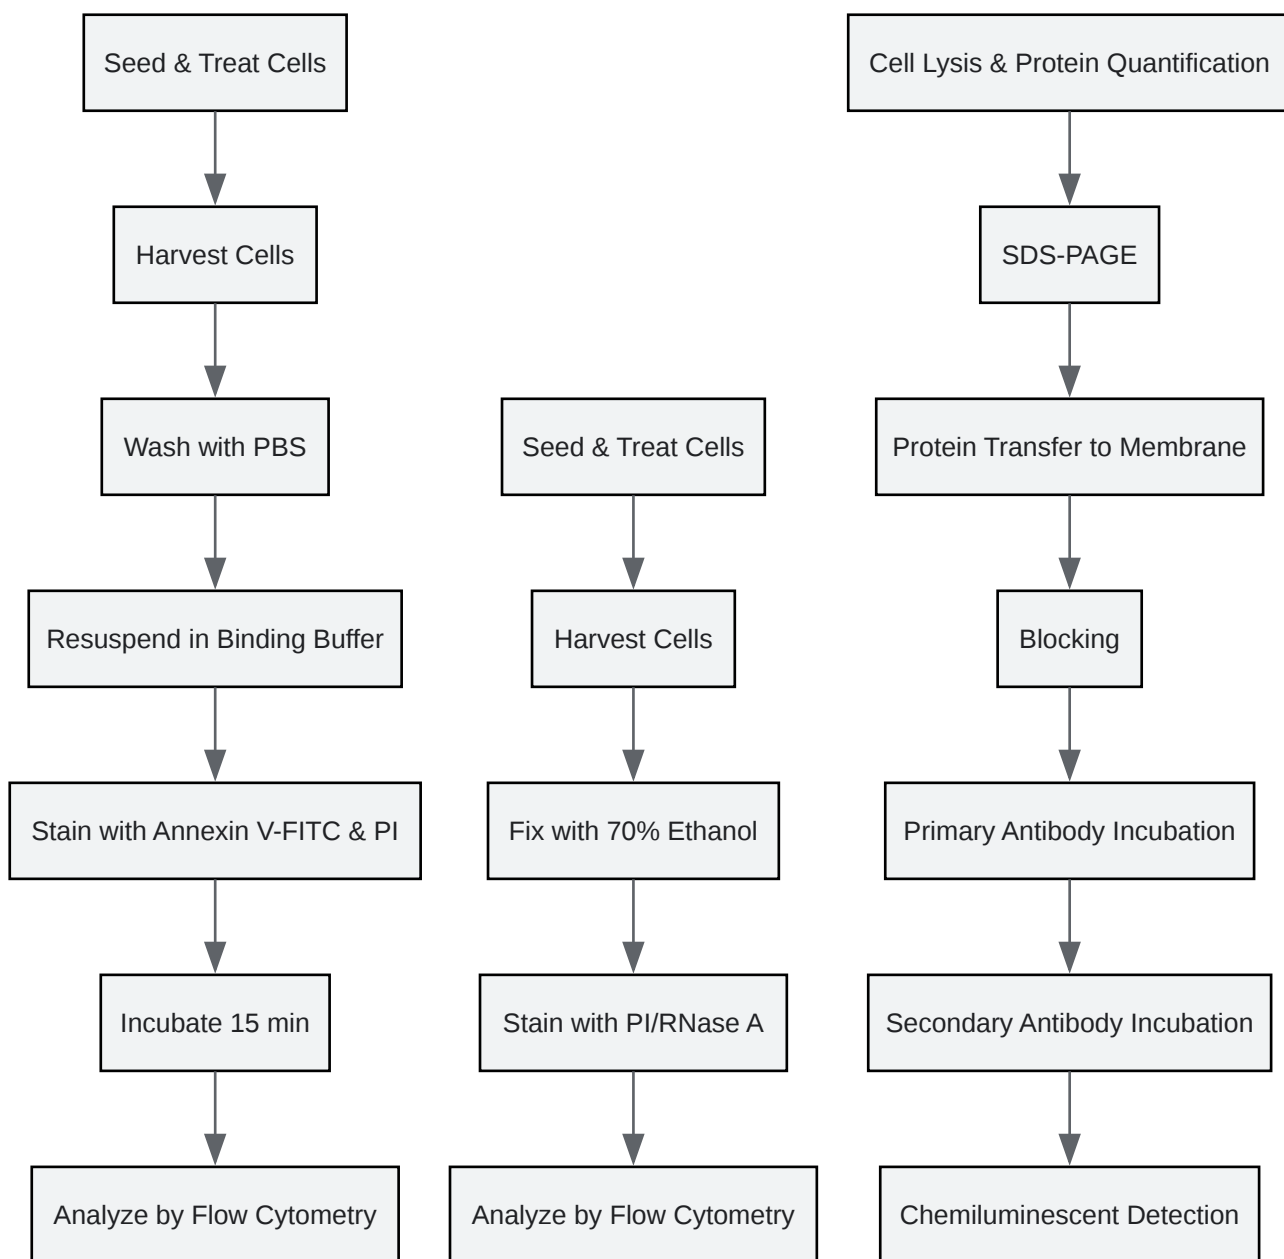 Seed & Treat Cells
Harvest Cells
Wash with PBS
Resuspend in Binding Buffer
Stain with Annexin V-FITC & PI
Incubate 15 min
Analyze by Flow Cytometry
Seed & Treat Cells
Harvest Cells
Fix with 70% Ethanol
Stain with PI/RNase A
Analyze by Flow Cytometry
Cell Lysis & Protein Quantification
SDS-PAGE
Protein Transfer to Membrane
Blocking
Primary Antibody Incubation
Secondary Antibody Incubation
Chemiluminescent Detection